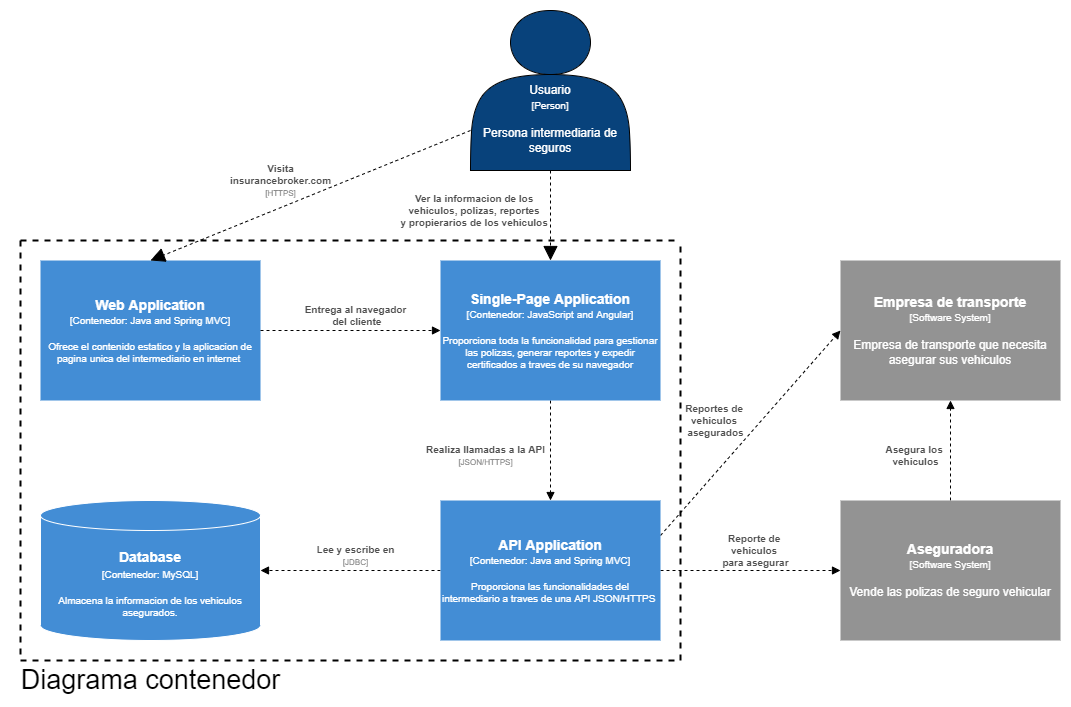 Usuario
[Person]
Persona intermediaria de
seguros
Visita
insurancebroker.com
[HTTPS]
Ver la informacion de los
vehiculos, polizas, reportes
y propierarios de los vehiculos
Web Application
[Contenedor: Java and Spring MVC]
Ofrece el contenido estatico y la aplicacion de
pagina unica del intermediario en internet
Entrega al navegador
del cliente
Single-Page Application
[Contenedor: JavaScript and Angular]
Proporciona toda la funcionalidad para gestionar
las polizas, generar reportes y expedir
certificados a traves de su navegador
Empresa de transporte
[Software System]
Empresa de transporte que necesita
asegurar sus vehiculos
Reportes de
vehiculos
asegurados
Realiza llamadas a la API
[JSON/HTTPS]
Asegura los
vehiculos
Database
[Contenedor: MySQL]
Almacena la informacion de los vehiculos
asegurados.
Lee y escribe en
[JDBC]
API Application
[Contenedor: Java and Spring MVC]
Proporciona las funcionalidades del
intermediario a traves de una API JSON/HTTPS
Reporte de
vehiculos
para asegurar
Aseguradora
[Software System]
Vende las polizas de seguro vehicular
Diagrama contenedor